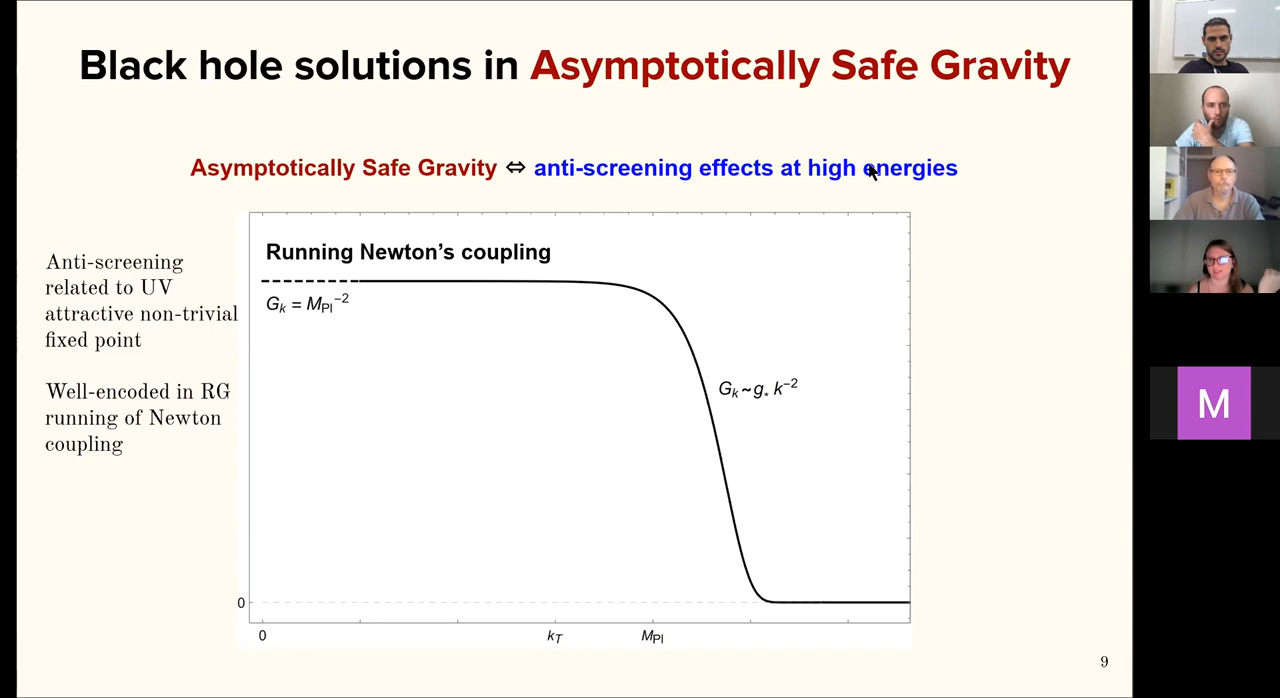 Black hole solutions in Asymptotically Safe Gravity
Asymptotically Safe Gravity ⇔ anti-screening effects at high energies
Anti-screening
related to UV
attractive non-trivial
fixed point
Well-encoded in RG
running of Newton
coupling
Running Newton's coupling
G_k = M_Pl^−2
G_k ~ g_* k^−2
0
0 k_T M_Pl
9
M